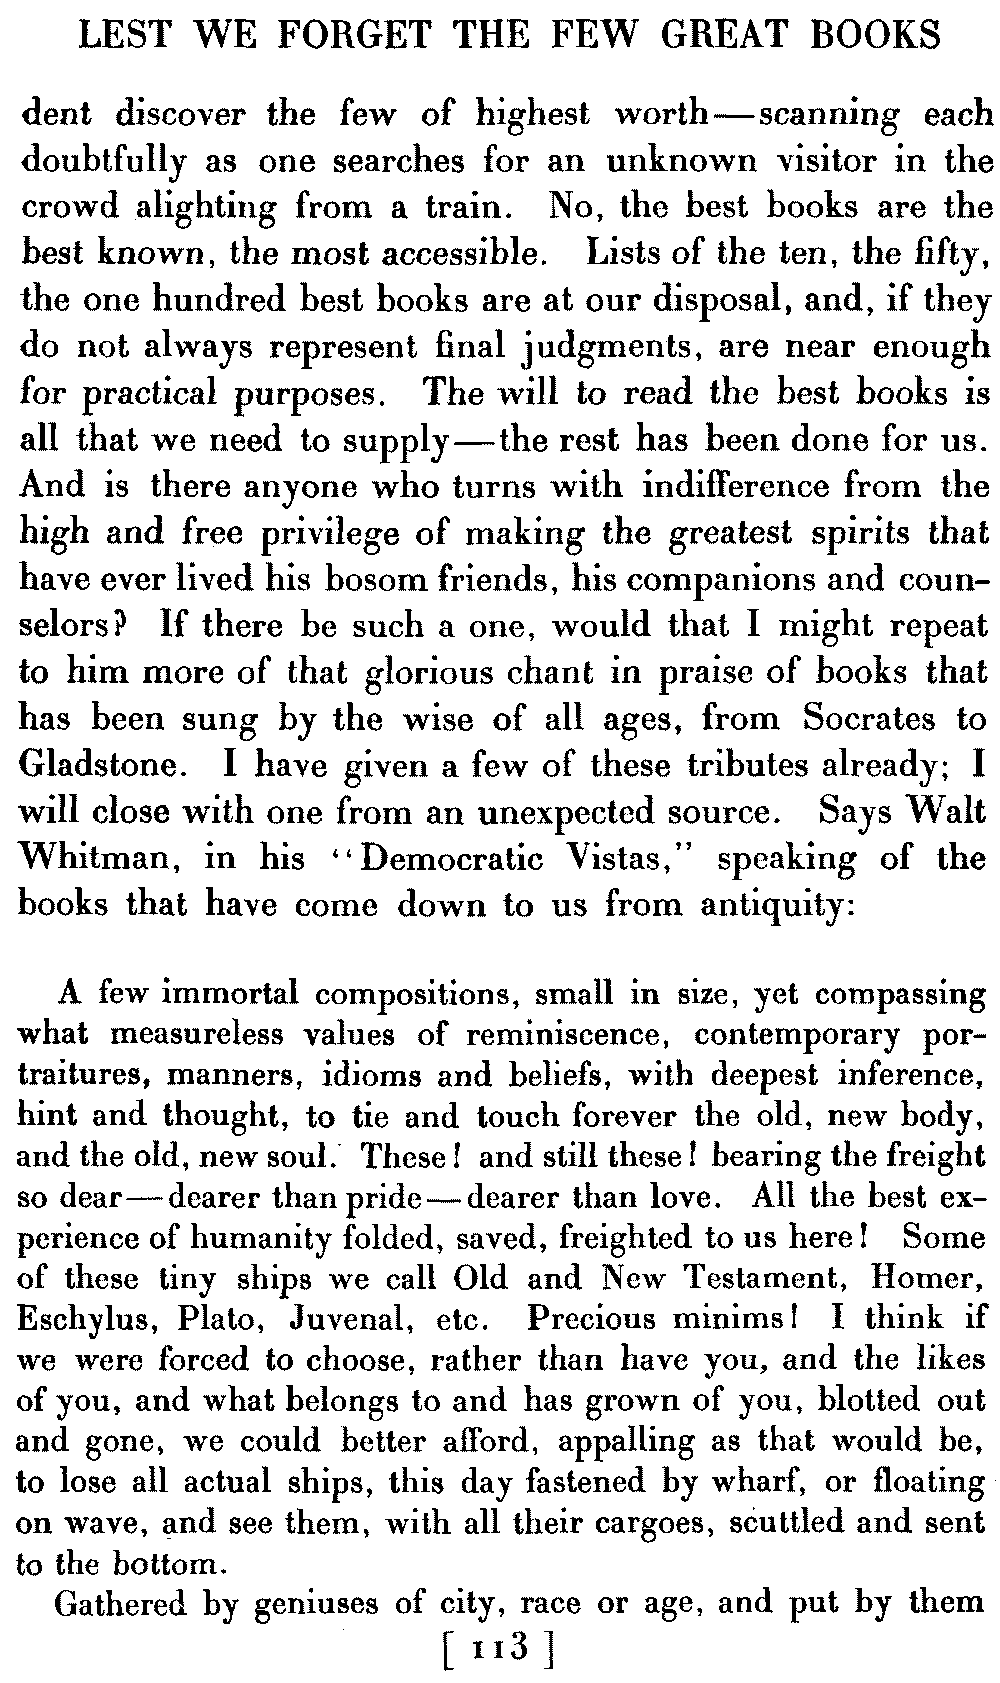 LEST WE FORGET THE FEW GREAT BOOKS
dent discover the few of highest worth—scanning each
doubtfully as one searches for an unknown visitor in the
crowd alighting from a train. No, the best books are the
best known, the most accessible. Lists of the ten, the fifty,
the one hundred best books are at our disposal, and, if they
do not always represent final judgments, are near enough
for practical purposes. The will to read the best books is
all that we need to supply—the rest has been done for us.
And is there anyone who turns with indifference from the
high and free privilege of making the greatest spirits that
have ever lived his bosom friends, his companions and coun-
selors? If there be such a one, would that I might repeat
to him more of that glorious chant in praise of books that
has been sung by the wise of all ages, from Socrates to
Gladstone. I have given a few of these tributes already; I
will close with one from an unexpected source. Says Walt
Whitman, in his "Democratic Vistas," speaking of the
books that have come down to us from antiquity:
A few immortal compositions, small in size, yet compassing
what measureless values of reminiscence, contemporary por-
traitures, manners, idioms and beliefs, with deepest inference,
hint and thought, to tie and touch forever the old, new body,
and the old, new soul. These! and still these! bearing the freight
so dear—dearer than pride—dearer than love. All the best ex-
perience of humanity folded, saved, freighted to us here! Some
of these tiny ships we call Old and New Testament, Homer,
Eschylus, Plato, Juvenal, etc. Precious minims! I think if
we were forced to choose, rather than have you, and the likes
of you, and what belongs to and has grown of you, blotted out
and gone, we could better afford, appalling as that would be,
to lose all actual ships, this day fastened by wharf, or floating
on wave, and see them, with all their cargoes, scuttled and sent
to the bottom.
Gathered by geniuses of city, race or age, and put by them
[ 113 ]